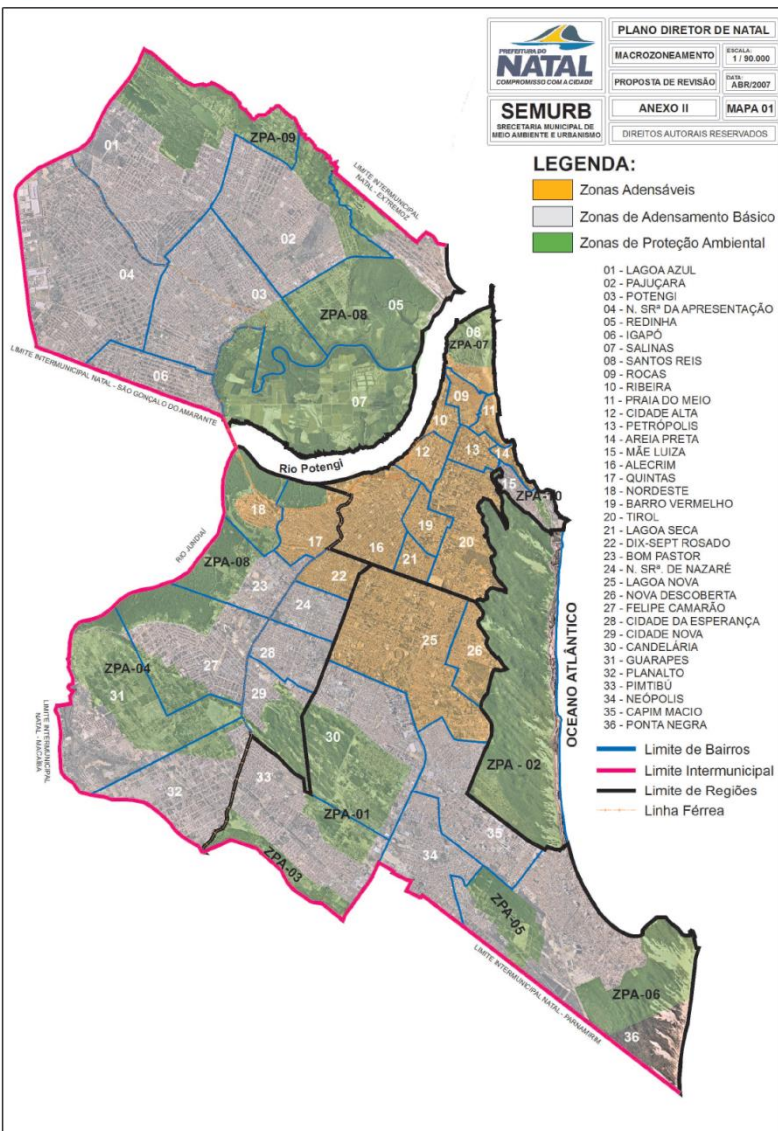 PREFEITURA DO
NATAL
COMPROMISSO COM A CIDADE
SEMURB
SRECETARIA MUNICIPAL DE
MEIO AMBIENTE E URBANISMO
PLANO DIRETOR DE NATAL
MACROZONEAMENTO
ESCALA:
1 / 90.000
PROPOSTA DE REVISÃO
DATA:
ABR/2007
ANEXO II
MAPA 01
DIREITOS AUTORAIS RESERVADOS
LEGENDA:
Zonas Adensáveis
Zonas de Adensamento Básico
Zonas de Proteção Ambiental
01 - LAGOA AZUL
02 - PAJUÇARA
03 - POTENGI
04 - N. SRª DA APRESENTAÇÃO
05 - REDINHA
06 - IGAPÓ
07 - SALINAS
08 - SANTOS REIS
09 - ROCAS
10 - RIBEIRA
11 - PRAIA DO MEIO
12 - CIDADE ALTA
13 - PETRÓPOLIS
14 - AREIA PRETA
15 - MÃE LUIZA
16 - ALECRIM
17 - QUINTAS
18 - NORDESTE
19 - BARRO VERMELHO
20 - TIROL
21 - LAGOA SECA
22 - DIX-SEPT ROSADO
23 - BOM PASTOR
24 - N. SRª. DE NAZARÉ
25 - LAGOA NOVA
26 - NOVA DESCOBERTA
27 - FELIPE CAMARÃO
28 - CIDADE DA ESPERANÇA
29 - CIDADE NOVA
30 - CANDELÁRIA
31 - GUARAPES
32 - PLANALTO
33 - PIMTIBÚ
34 - NEÓPOLIS
35 - CAPIM MACIO
36 - PONTA NEGRA
Limite de Bairros
Limite Intermunicipal
Limite de Regiões
Linha Férrea
01
ZPA-09
LIMITE INTERMUNICIPAL
NATAL - EXTREMOZ
02
04
03
05
ZPA-08
06
07
LIMITE INTERMUNICIPAL NATAL - SÃO GONÇALO DO AMARANTE
Rio Potengi
08
ZPA-07
09
10
11
12
13
14
15
ZPA-10
18
17
16
19
20
21
RIO JUNDIAÍ
ZPA-08
22
23
24
25
26
27
28
29
ZPA-04
31
LIMITE INTERMUNICIPAL
NATAL - MACAÍBA
30
32
33
ZPA-01
ZPA-03
OCEANO ATLÂNTICO
ZPA - 02
34
35
ZPA-05
LIMITE INTERMUNICIPAL NATAL - PARNAMIRIM
ZPA-06
36